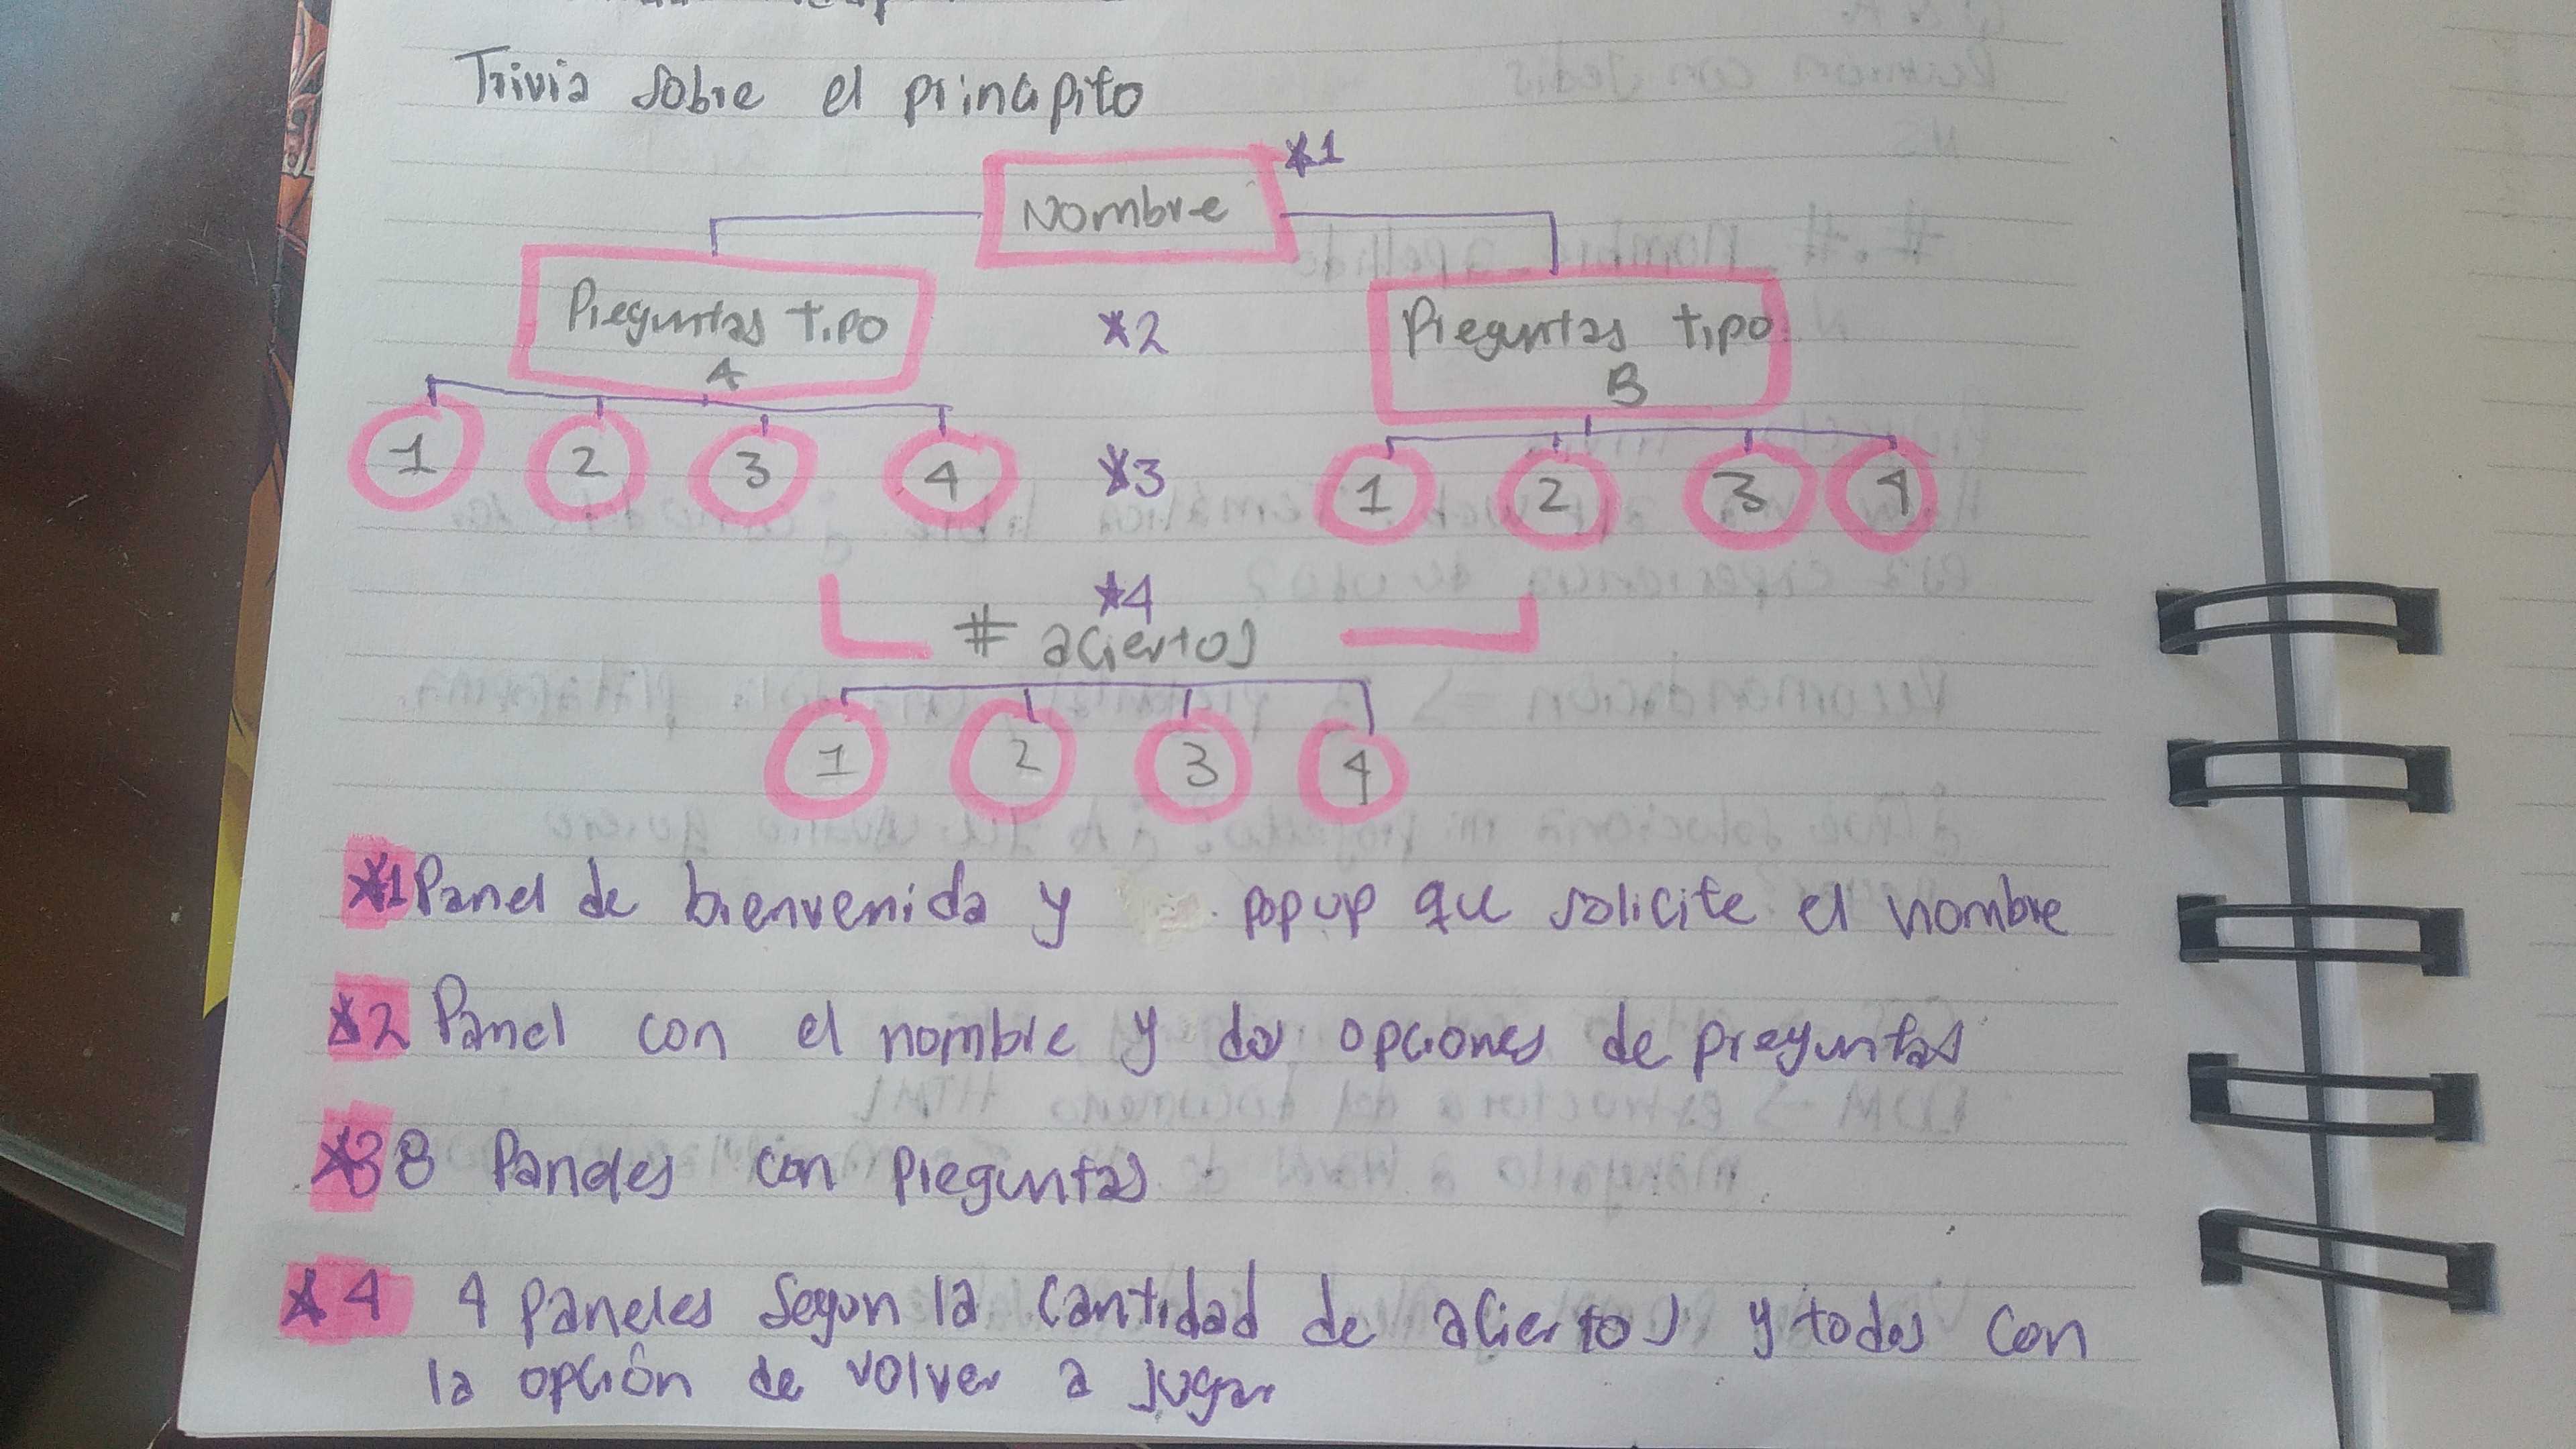 Trivia sobre el principito
Nombre *1
Preguntas tipo A
*2
Preguntas tipo B
1 2 3 4 *3 1 2 3 4
*4
# aciertos
1 2 3 4
*1 Panel de bienvenida y popup que solicite el nombre
*2 Panel con el nombre y dos opciones de preguntas
*3 8 Paneles con Preguntas
*4 4 Paneles segun la cantidad de aciertos y todos con
la opción de volver a jugar